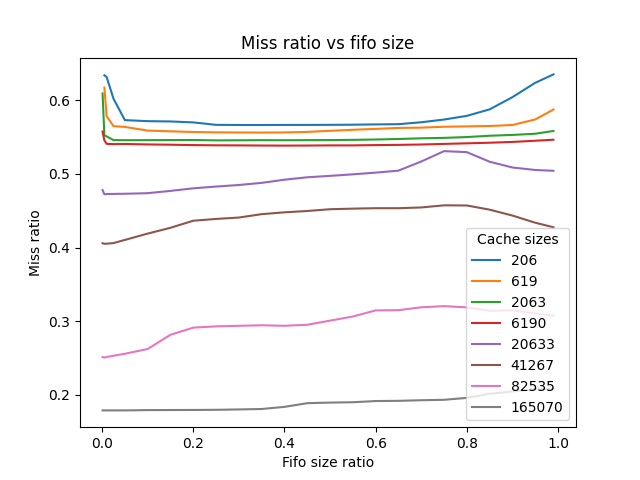 Miss ratio vs fifo size
Miss ratio
0.6
0.5
0.4
0.3
0.2
Cache sizes
206
619
2063
6190
20633
41267
82535
165070
0.0 0.2 0.4 0.6 0.8 1.0
Fifo size ratio